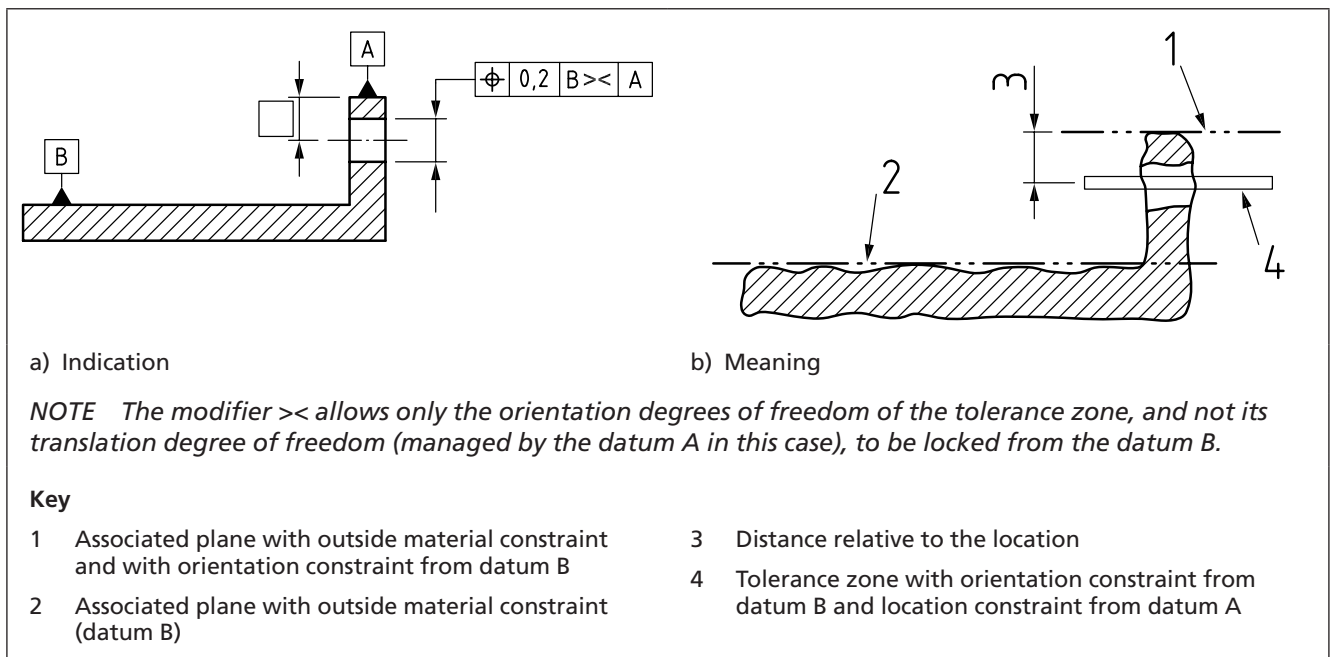 A
⌖ 0,2 B>< A
B
1
3
2
4
a) Indication
b) Meaning
NOTE The modifier >< allows only the orientation degrees of freedom of the tolerance zone, and not its
translation degree of freedom (managed by the datum A in this case), to be locked from the datum B.
Key
1 Associated plane with outside material constraint
and with orientation constraint from datum B
2 Associated plane with outside material constraint
(datum B)
3 Distance relative to the location
4 Tolerance zone with orientation constraint from
datum B and location constraint from datum A